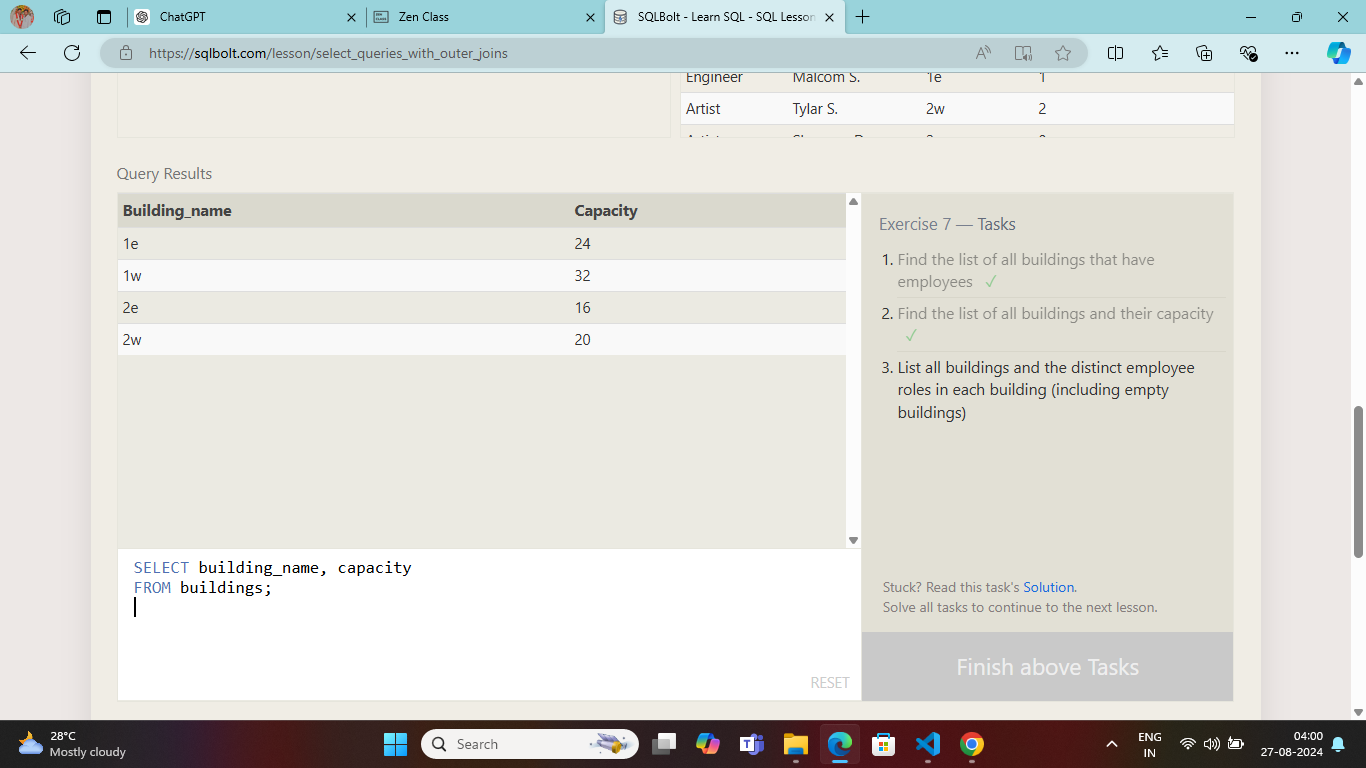 ChatGPT
Zen Class
SQLBolt - Learn SQL - SQL Lesson
https://sqlbolt.com/lesson/select_queries_with_outer_joins
Engineer Malcom S. 1e 1
Artist Tylar S. 2w 2
Query Results
Building_name Capacity
1e 24
1w 32
2e 16
2w 20
Exercise 7 — Tasks
1. Find the list of all buildings that have
employees ✓
2. Find the list of all buildings and their capacity
✓
3. List all buildings and the distinct employee
roles in each building (including empty
buildings)
SELECT building_name, capacity
FROM buildings;
RESET
Stuck? Read this task's Solution.
Solve all tasks to continue to the next lesson.
Finish above Tasks
28°C
Mostly cloudy
Search
ENG
IN
04:00
27-08-2024